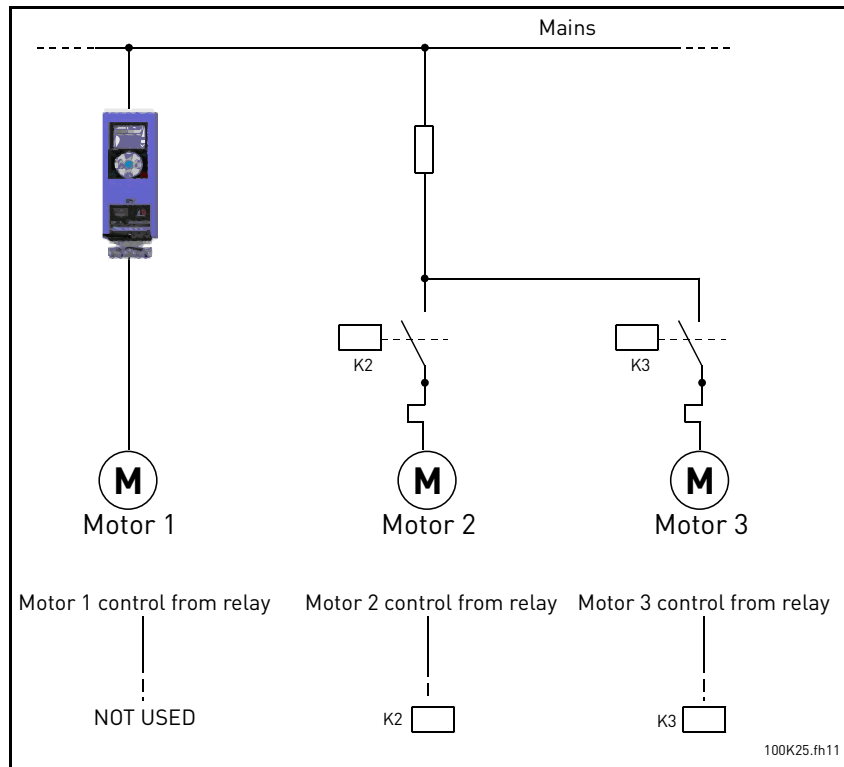 Mains
K2
K3
M
M
M
Motor 1
Motor 2
Motor 3
Motor 1 control from relay
Motor 2 control from relay
Motor 3 control from relay
NOT USED
K2
K3
100K25.fh11